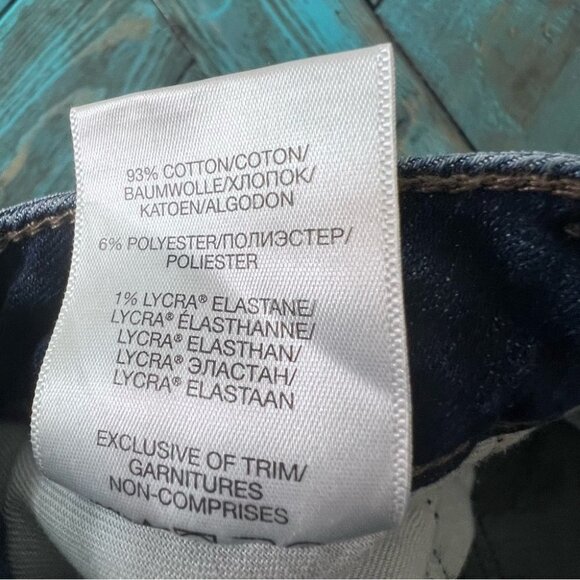 93% COTTON/COTON/
BAUMWOLLE/ХЛОПОК/
KATOEN/ALGODON
6% POLYESTER/ПОЛИЭСТЕР/
POLIESTER
1% LYCRA® ELASTANE/
LYCRA® ÉLASTHANNE/
LYCRA® ELASTHAN/
LYCRA® ЭЛАСТАН/
LYCRA® ELASTAAN
EXCLUSIVE OF TRIM/
GARNITURES
NON-COMPRISES